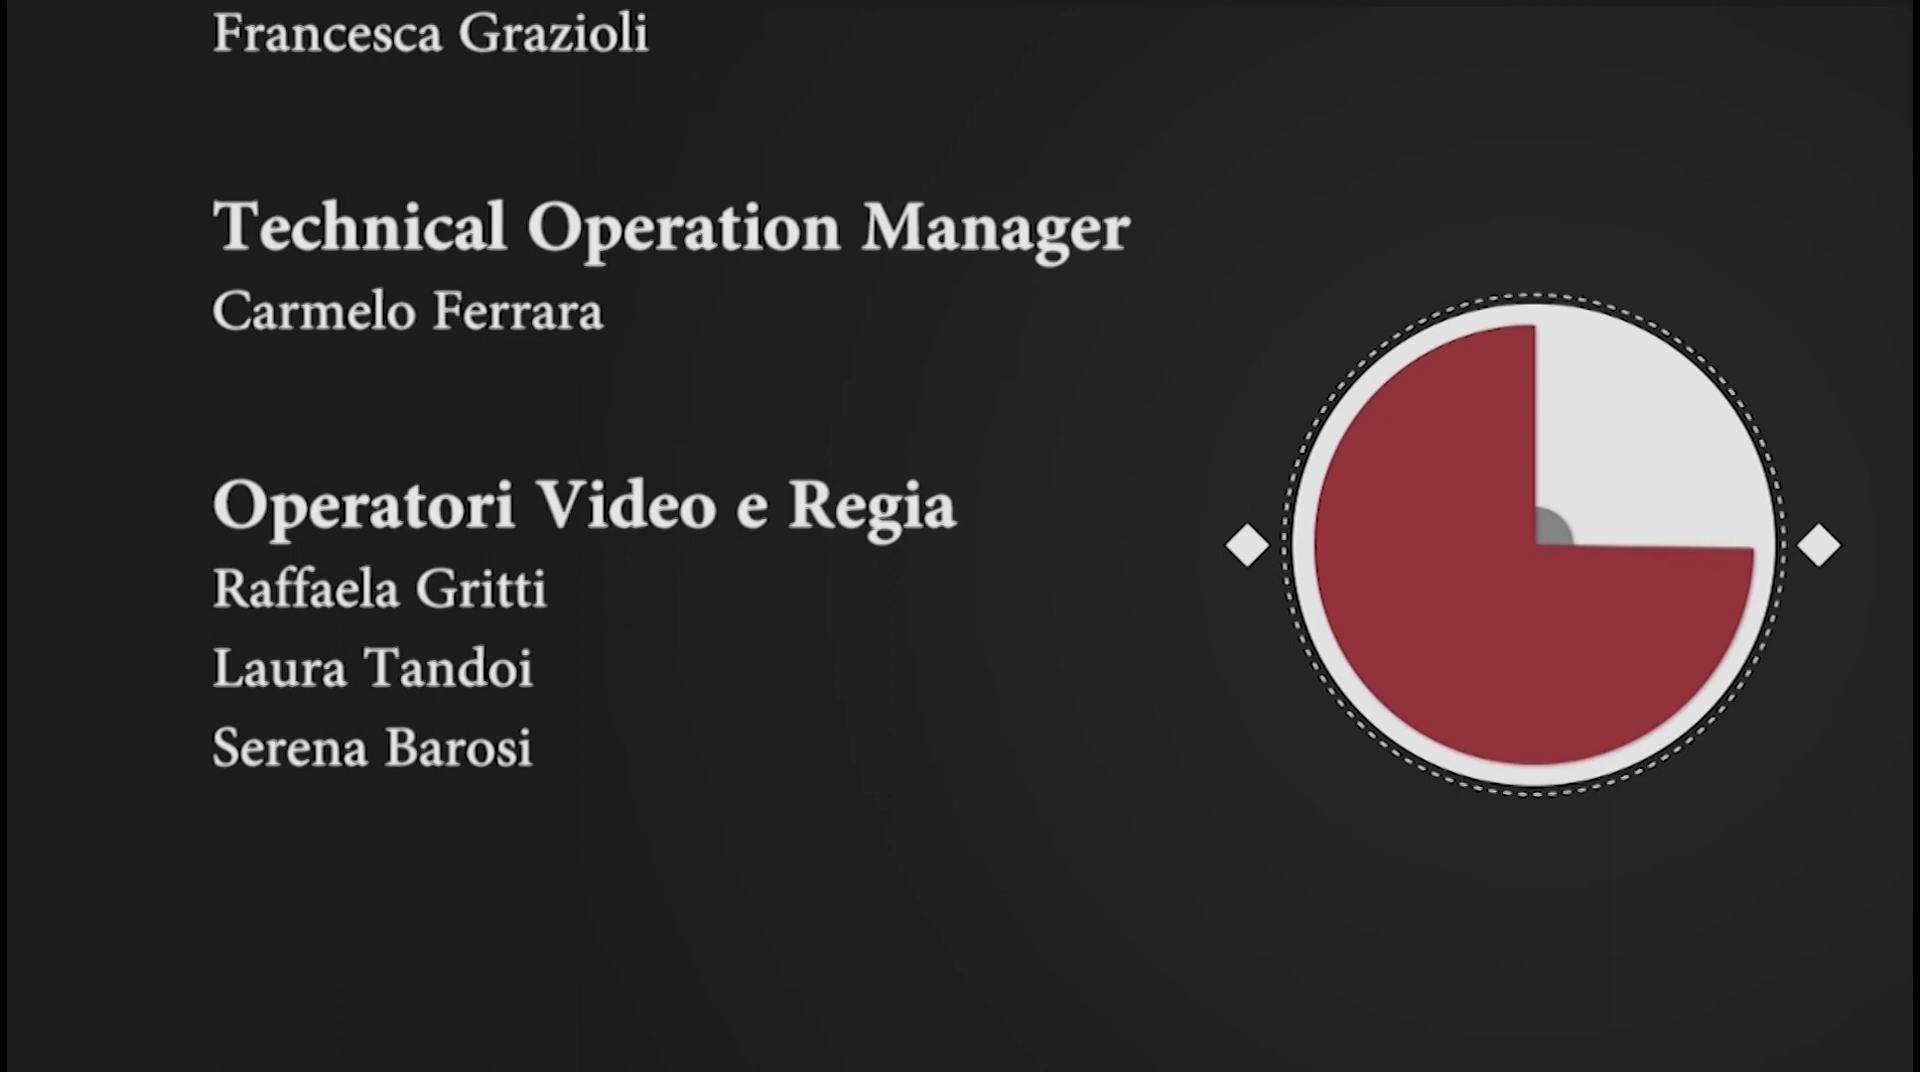 Francesca Grazioli
Technical Operation Manager
Carmelo Ferrara
Operatori Video e Regia
Raffaela Gritti
Laura Tandoi
Serena Barosi